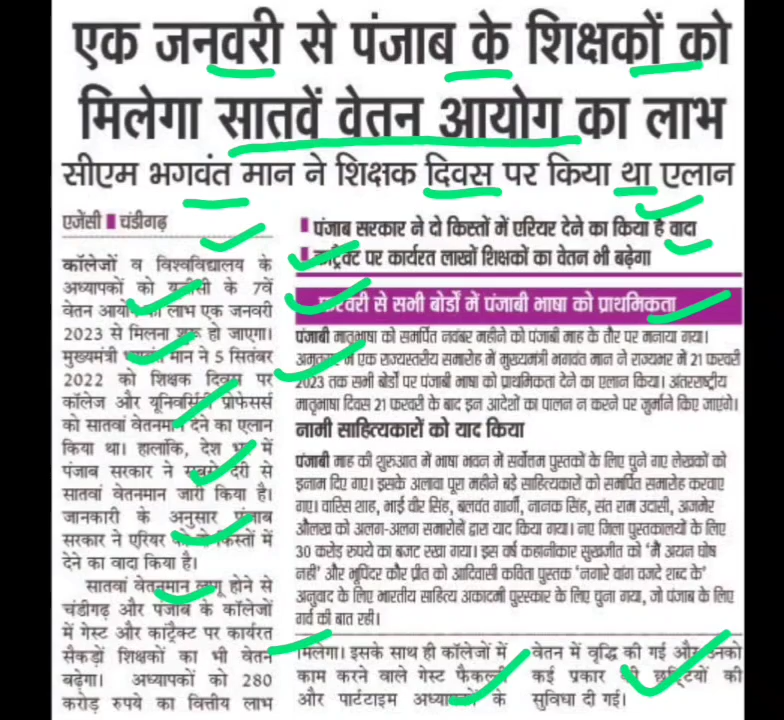 एक जनवरी से पंजाब के शिक्षकों को
मिलेगा सातवें वेतन आयोग का लाभ
सीएम भगवंत मान ने शिक्षक दिवस पर किया था एलान
एजेंसी चंडीगढ़
कॉलेजों व विश्वविद्यालय के
अध्यापकों को यूजीसी के 7वें
वेतन आयोग का लाभ एक जनवरी
2023 से मिलना शुरू हो जाएगा।
मुख्यमंत्री भगवंत मान ने 5 सितंबर
2022 को शिक्षक दिवस पर
कॉलेज और यूनिवर्सिटी प्रोफेसर्स
को सातवां वेतनमान देने का एलान
किया था। हालांकि, देश भर में
पंजाब सरकार ने सबसे देरी से
सातवां वेतनमान जारी किया है।
जानकारी के अनुसार पंजाब
सरकार ने एरियर किस्तों में
देने का वादा किया है।
सातवां वेतनमान लागू होने से
चंडीगढ़ और पंजाब के कॉलेजों
में गेस्ट और कांट्रैक्ट पर कार्यरत
सैकड़ों शिक्षकों का भी वेतन
बढ़ेगा। अध्यापकों को 280
करोड़ रुपये का वित्तीय लाभ
पंजाब सरकार ने दो किस्तों में एरियर देने का किया है वादा
कांट्रैक्ट पर कार्यरत लाखों शिक्षकों का वेतन भी बढ़ेगा
फरवरी से सभी बोर्डों में पंजाबी भाषा को प्राथमिकता
पंजाबी मातृभाषा को समर्पित नवंबर महीने को पंजाबी माह के तौर पर मनाया गया।
अमृतसर में एक राज्यस्तरीय समारोह में मुख्यमंत्री भगवंत मान ने राज्यभर में 21 फरवरी
2023 तक सभी बोर्डों पर पंजाबी भाषा को प्राथमिकता देने का एलान किया। अंतरराष्ट्रीय
मातृभाषा दिवस 21 फरवरी के बाद इन आदेशों का पालन न करने पर जुर्माने किए जाएंगे।
नामी साहित्यकारों को याद किया
पंजाबी माह की शुरुआत में भाषा भवन में सर्वोत्तम पुस्तकों के लिए चुने गए लेखकों को
इनाम दिए गए। इसके अलावा पूरा महीने बड़े साहित्यकारों को समर्पित समारोह करवाए
गए। वारिस शाह, भाई वीर सिंह, बलवंत गार्गी, नानक सिंह, संत राम उदासी, अजमेर
औलख को अलग-अलग समारोहों द्वारा याद किया गया। नए जिला पुस्तकालयों के लिए
30 करोड़ रुपये का बजट रखा गया। इस वर्ष कहानीकार सुखजीत को 'मैं अयन घोष
नहीं' और भूपिंदर कौर प्रीत को आदिवासी कविता पुस्तक 'नगारे वांग वजदे शब्द के'
अनुवाद के लिए भारतीय साहित्य अकादमी पुरस्कार के लिए चुना गया, जो पंजाब के लिए
गर्व की बात रही।
मिलेगा। इसके साथ ही कॉलेजों में
काम करने वाले गेस्ट फैकल्टी
और पार्टटाइम अध्यापकों के
वेतन में वृद्धि की गई और उनको
कई प्रकार की छुट्टियों की
सुविधा दी गई।